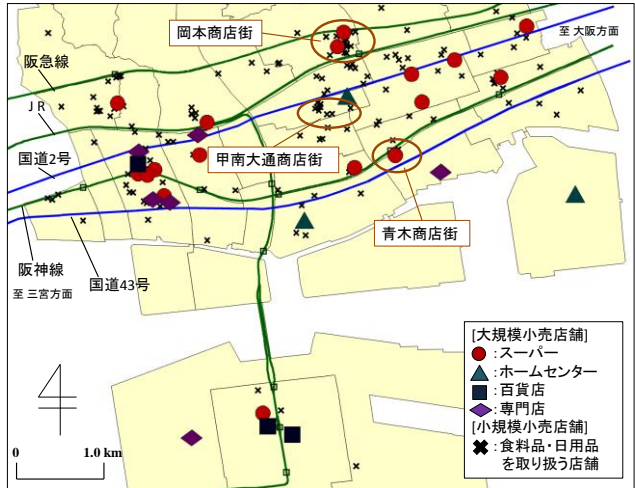 岡本商店街
至 大阪方面
阪急線
JR
甲南大通商店街
国道2号
青木商店街
阪神線
国道43号
至 三宮方面
[大規模小売店舗]
:スーパー
:ホームセンター
:百貨店
:専門店
[小規模小売店舗]
:食料品・日用品
を取り扱う店舗
0 1.0 km